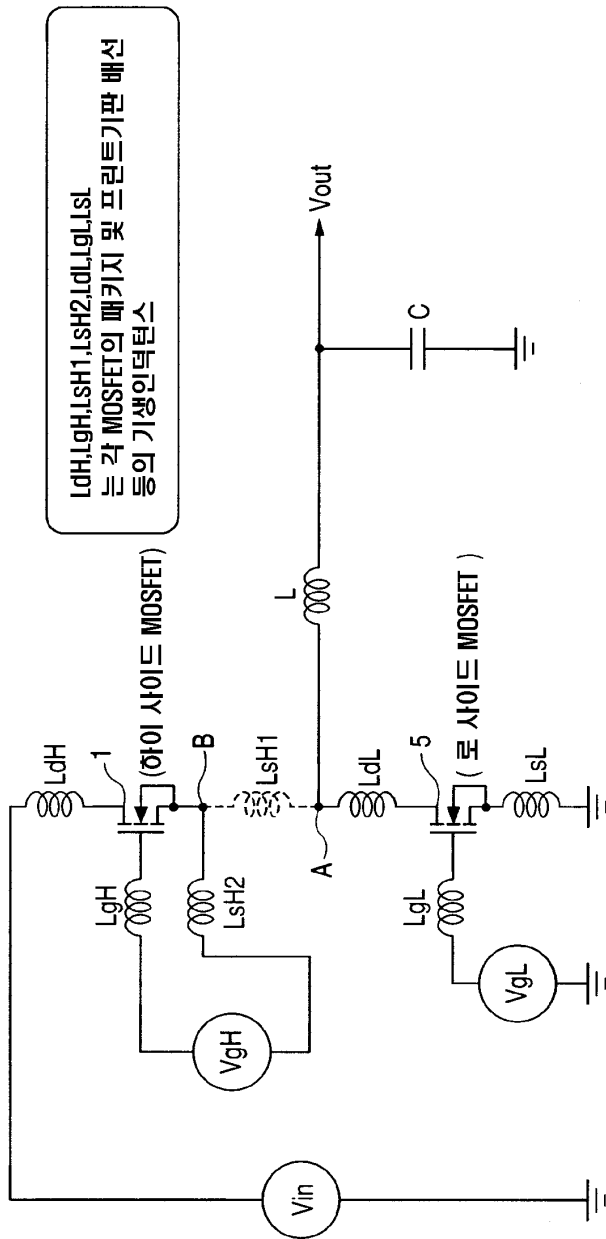 LdH,LgH,LsH1,LsH2,LdL,LgL,LsL
는 각 MOSFET의 패키지 및 프린트기판 배선
등의 기생인덕턴스
LdH
1
(하이 사이드 MOSFET)
LgH
B
LsH2
VgH
LsH1
Vin
A
L
Vout
C
LdL
5
(로 사이드 MOSFET)
LgL
LsL
VgL